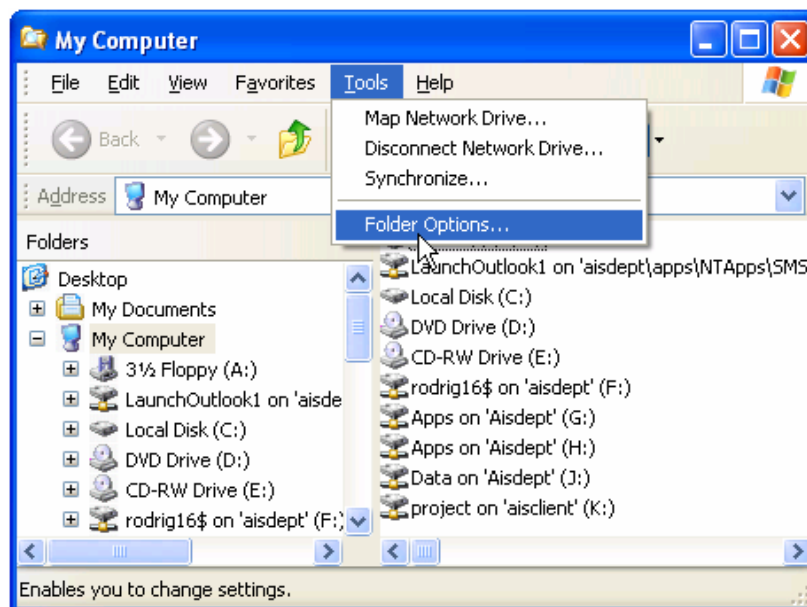 My Computer
File Edit View Favorites Tools Help
Map Network Drive...
Disconnect Network Drive...
Synchronize...
Folder Options...
Back
Address My Computer
Folders
Desktop
My Documents
My Computer
3½ Floppy (A:)
LaunchOutlook1 on 'aisde
Local Disk (C:)
DVD Drive (D:)
CD-RW Drive (E:)
rodrig16$ on 'aisdept' (F:)
LaunchOutlook1 on 'aisdept\apps\NTApps\SMS
Local Disk (C:)
DVD Drive (D:)
CD-RW Drive (E:)
rodrig16$ on 'aisdept' (F:)
Apps on 'Aisdept' (G:)
Apps on 'Aisdept' (H:)
Data on 'Aisdept' (J:)
project on 'aisclient' (K:)
Enables you to change settings.